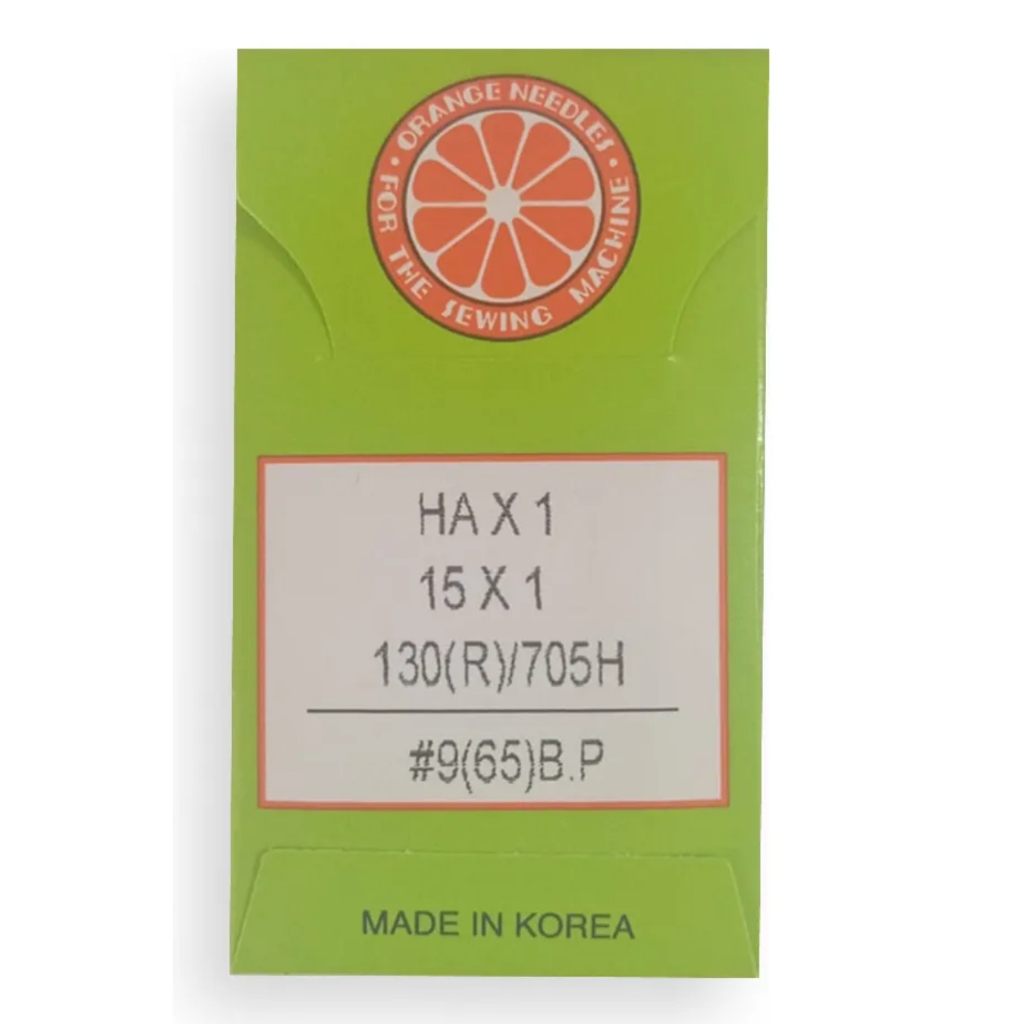 ORANGE NEEDLES
• FOR THE SEWING MACHINE •
HA X 1
15 X 1
130(R)/705H
#9(65)B.P
MADE IN KOREA